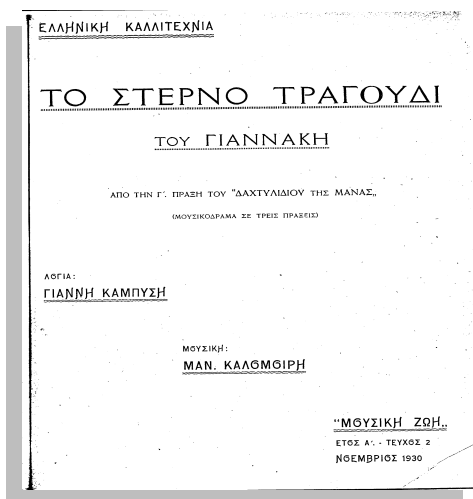 ΕΛΛΗΝΙΚΗ ΚΑΛΛΙΤΕΧΝΙΑ
ΤΟ ΣΤΕΡΝΟ ΤΡΑΓΟΥΔΙ
ΤΟΥ ΓΙΑΝΝΑΚΗ
ΑΠΟ ΤΗΝ Γ΄. ΠΡΑΞΗ ΤΟΥ "ΔΑΧΤΥΛΙΔΙΟΥ ΤΗΣ ΜΑΝΑΣ„
(ΜΟΥΣΙΚΟΔΡΑΜΑ ΣΕ ΤΡΕΙΣ ΠΡΑΞΕΙΣ)
ΛΟΓΙΑ:
ΓΙΑΝΝΗ ΚΑΜΠΥΣΗ
ΜΟΥΣΙΚΗ:
ΜΑΝ. ΚΑΛΟΜΟΙΡΗ
"ΜΟΥΣΙΚΗ ΖΩΗ„
ΕΤΟΣ Α΄. - ΤΕΥΧΟΣ 2
ΝΟΕΜΒΡΙΟΣ 1930